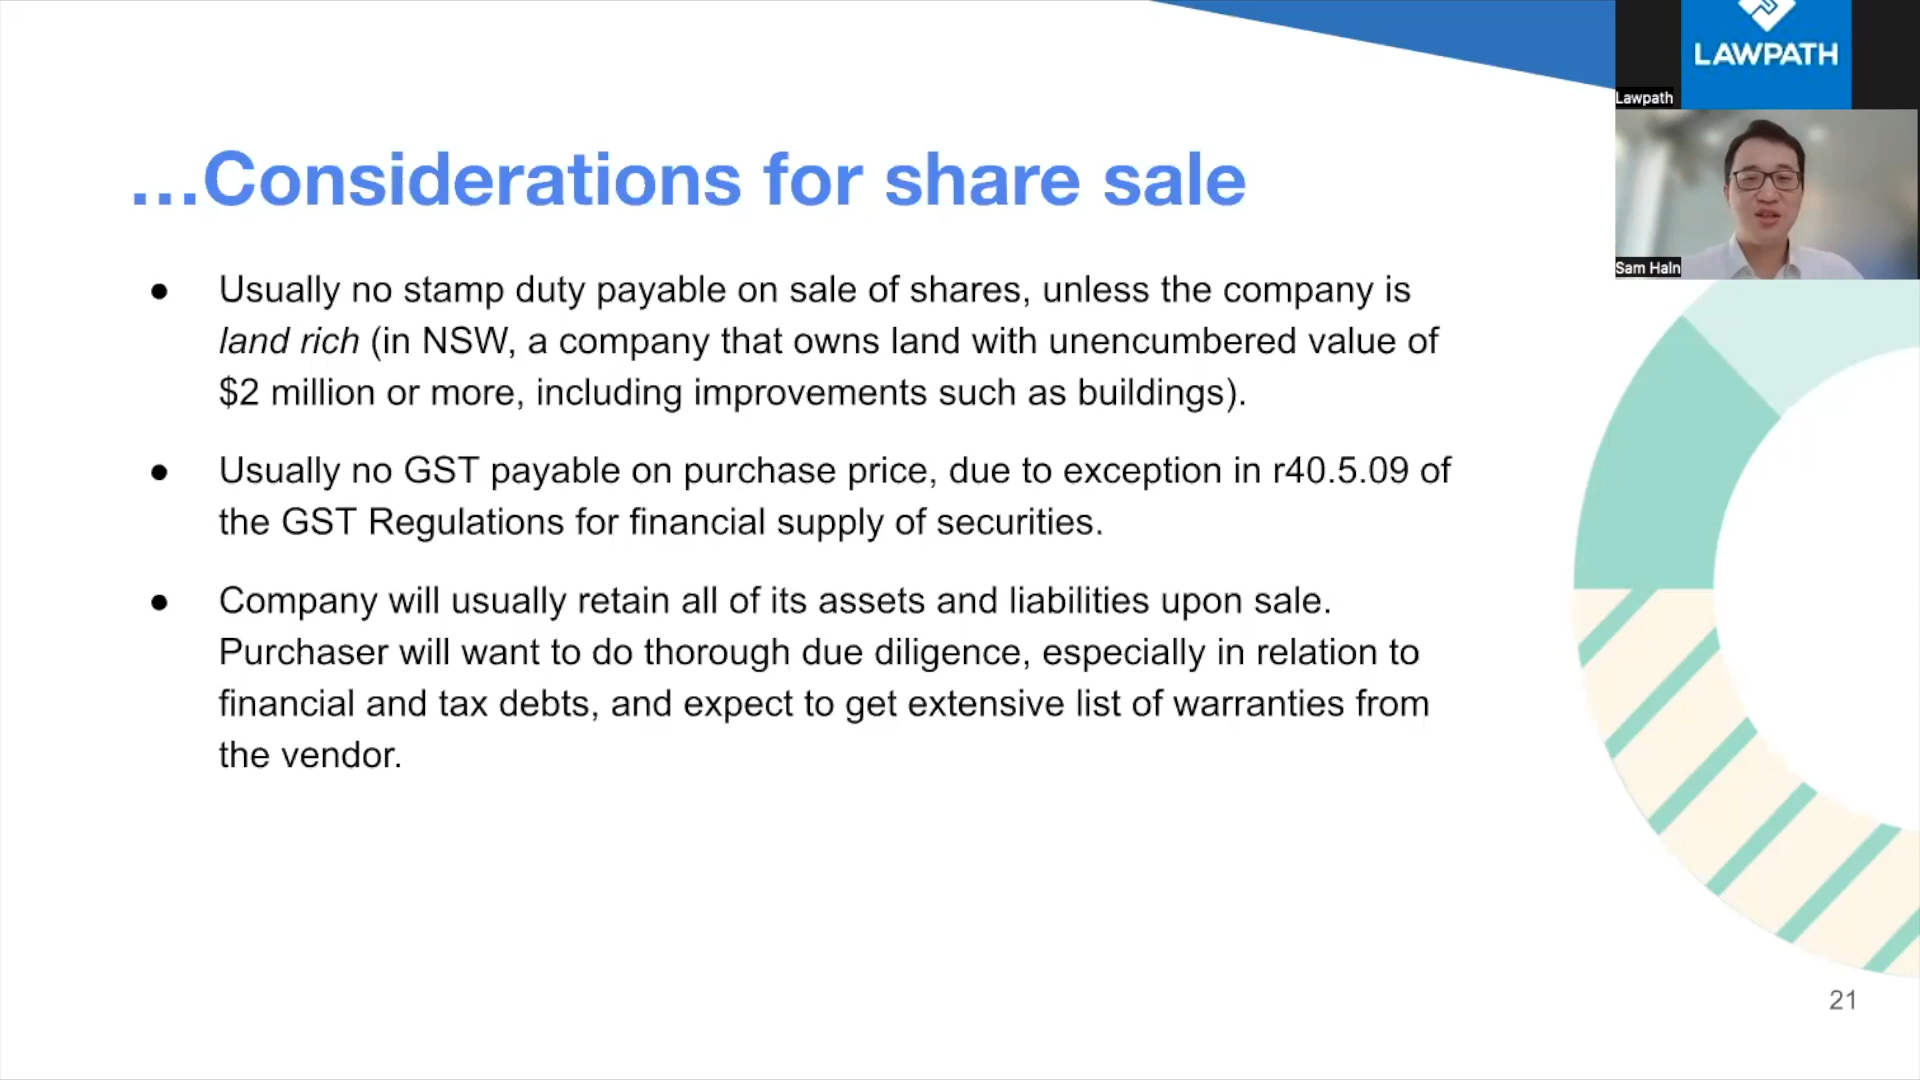 LAWPATH
Lawpath
...Considerations for share sale
Sam Haln
● Usually no stamp duty payable on sale of shares, unless the company is
land rich (in NSW, a company that owns land with unencumbered value of
$2 million or more, including improvements such as buildings).
● Usually no GST payable on purchase price, due to exception in r40.5.09 of
the GST Regulations for financial supply of securities.
● Company will usually retain all of its assets and liabilities upon sale.
Purchaser will want to do thorough due diligence, especially in relation to
financial and tax debts, and expect to get extensive list of warranties from
the vendor.
21